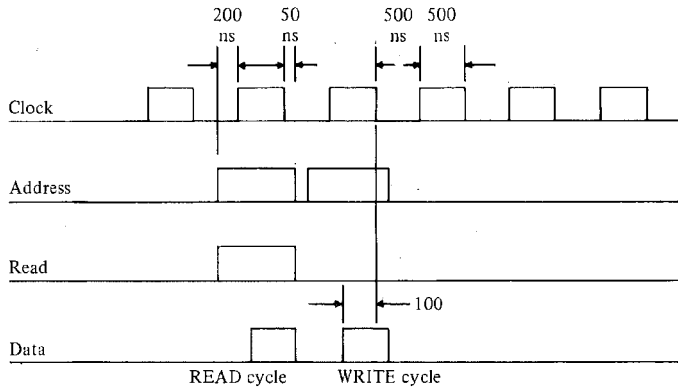 200 50 500 500
ns ns ns ns
Clock
Address
Read
100
Data
READ cycle WRITE cycle